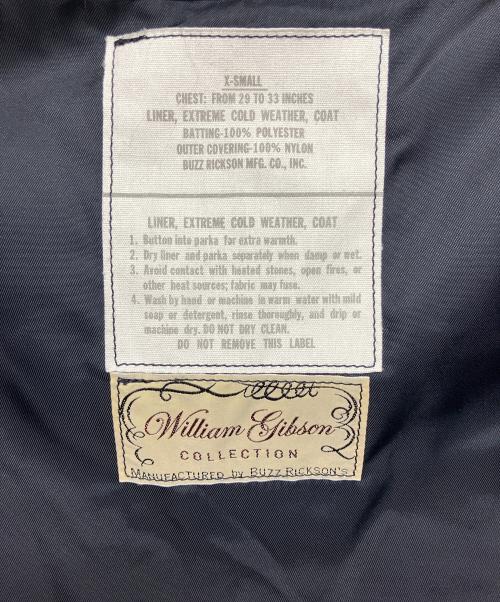 X-SMALL
CHEST: FROM 29 TO 33 INCHES
LINER, EXTREME COLD WEATHER, COAT
BATTING-100% POLYESTER
OUTER COVERING-100% NYLON
BUZZ RICKSON MFG. CO., INC.
LINER, EXTREME COLD WEATHER, COAT
1. Button into parka for extra warmth.
2. Dry liner and parka separately when damp or wet.
3. Avoid contact with heated stones, open fires, or
other heat sources; fabric may fuse.
4. Wash by hand or machine in warm water with mild
soap or detergent, rinse thoroughly, and drip or
machine dry. DO NOT DRY CLEAN.
DO NOT REMOVE THIS LABEL
William Gibson
COLLECTION
MANUFACTURED by BUZZ RICKSON'S